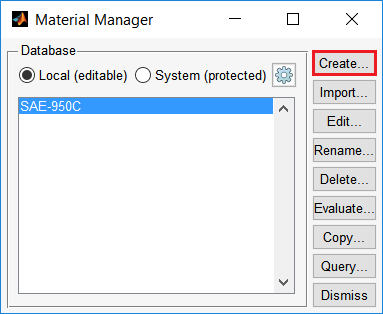 Material Manager
Database
Local (editable)
System (protected)
SAE-950C
Create...
Import...
Edit...
Rename...
Delete...
Evaluate...
Copy...
Query...
Dismiss